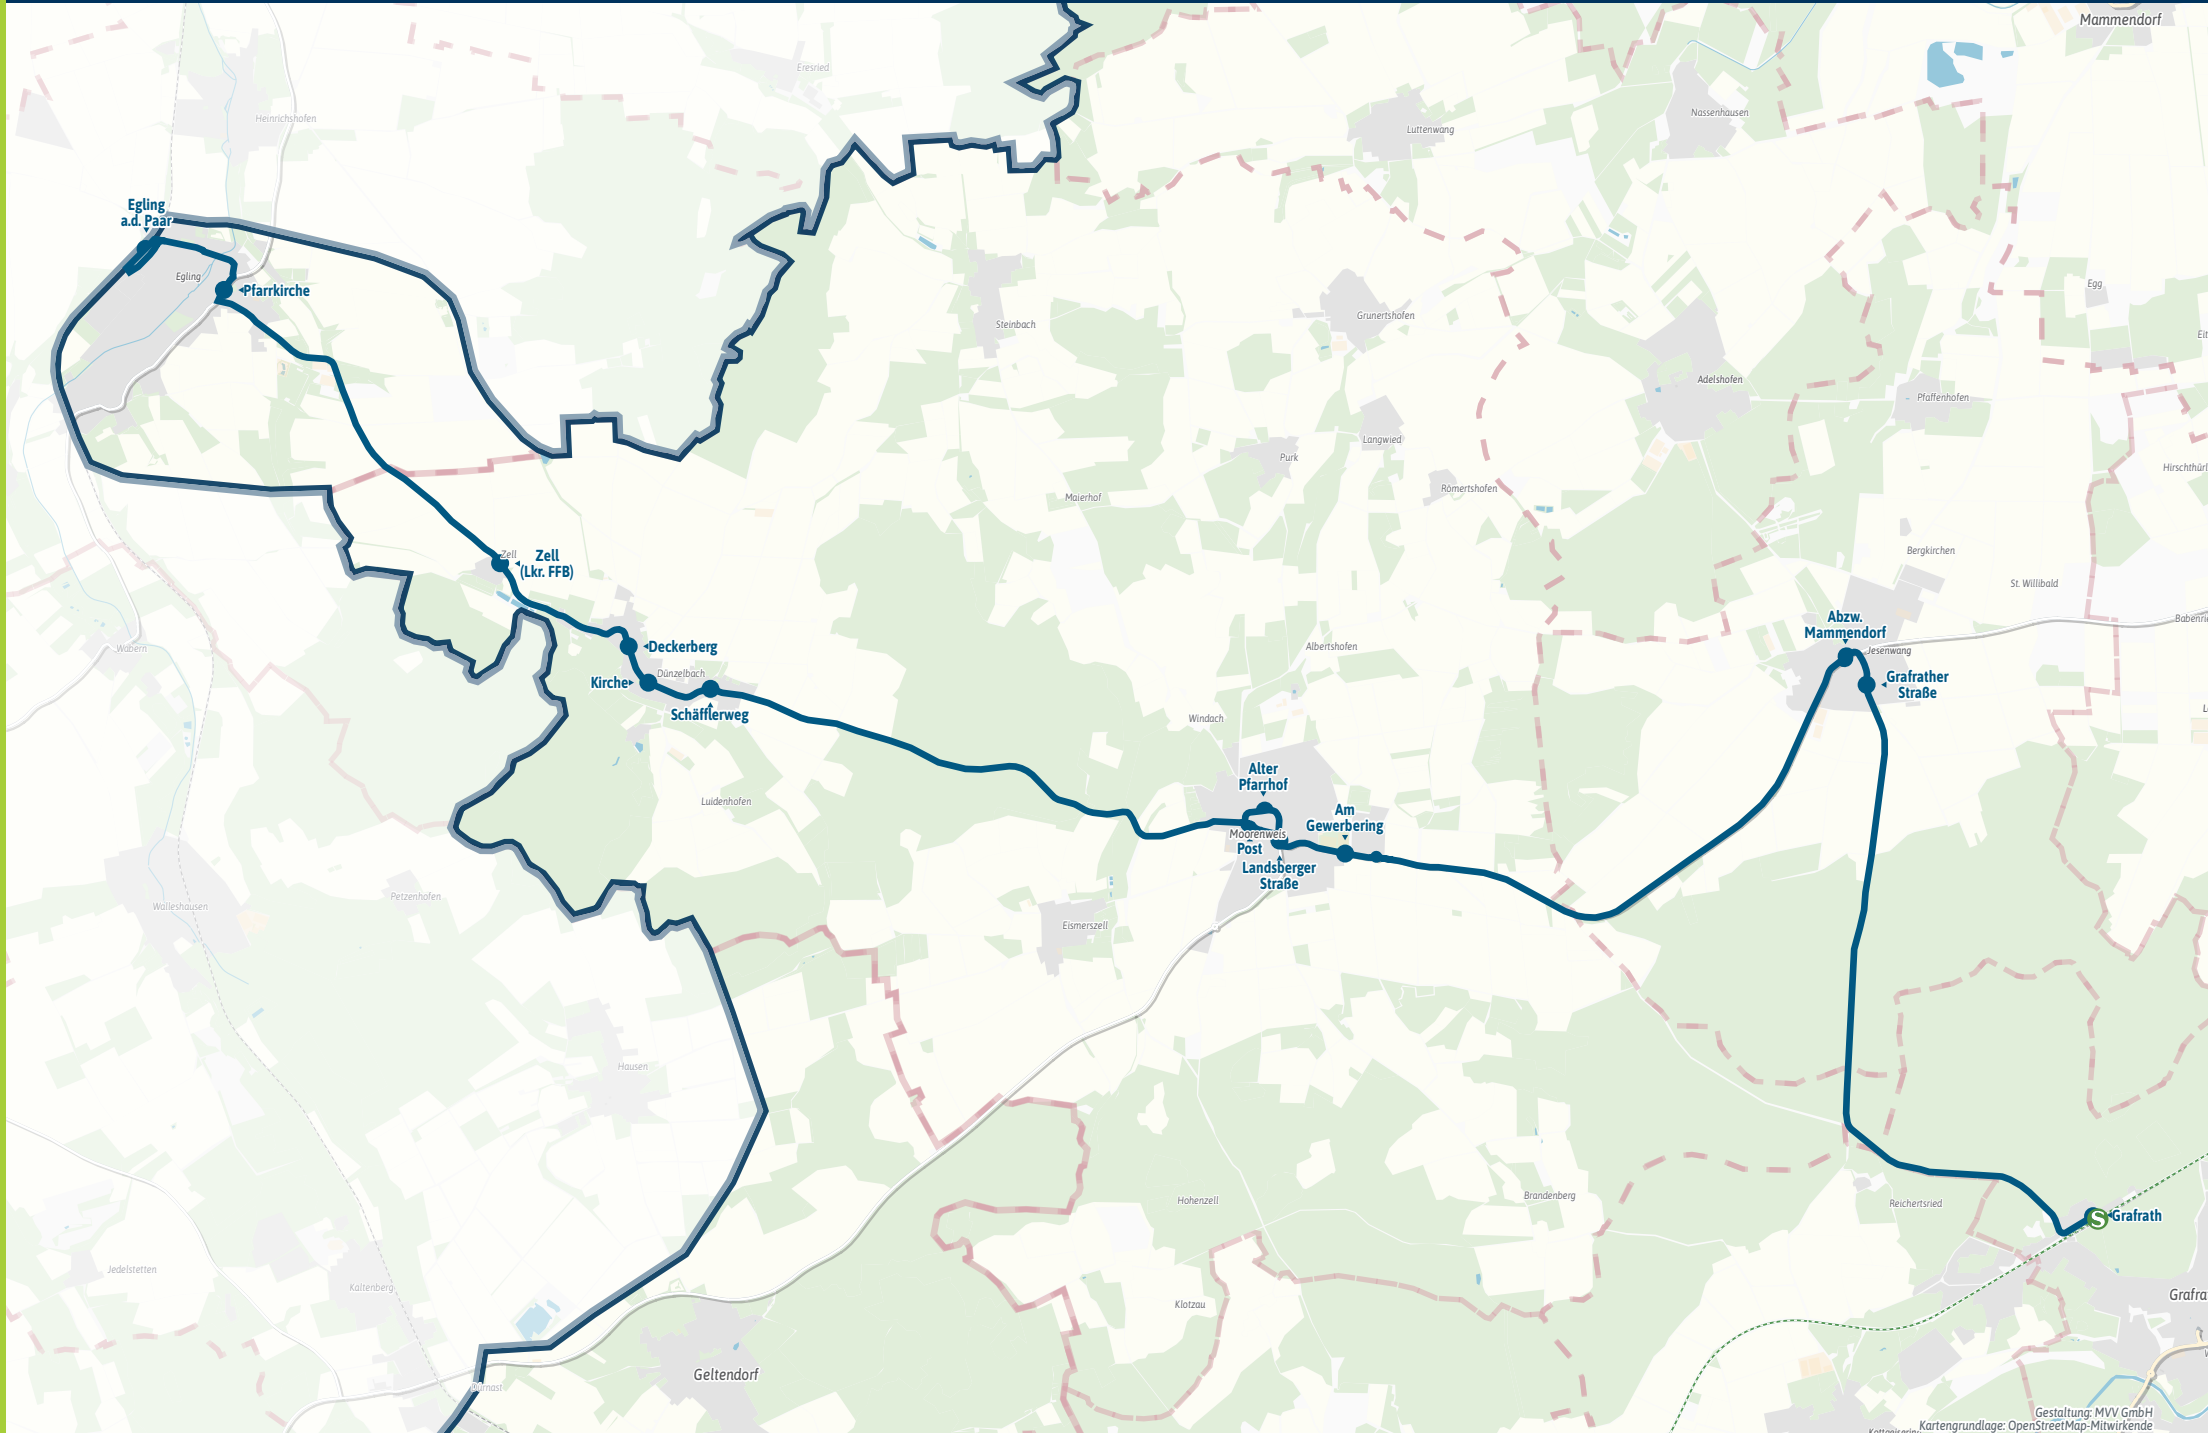 Mammendorf
Eresried
Nassenhausen
Heinrichshofen
Luttenwang
Egling
a.d. Paar
Egling
Pfarrkirche
Egg
Steinbach
Grunertshofen
Adelshofen
Pfaffenhofen
Langwied
Purk
Römertshofen
Maierhof
Zell
Zell
(Lkr. FFB)
Bergkirchen
St. Willibald
Abzw.
Mammendorf
Jesenwang
Wabern
Deckerberg
Albertshofen
Dünzelbach
Kirche
Grafrather
Straße
Schäfflerweg
Windach
Alter
Pfarrhof
Luidenhofen
Am
Gewerbering
Moorenweis
Post
Landsberger
Straße
Petzenhofen
Walleshausen
Eismerszell
Hausen
Hohenzell
Brandenberg
Reichertsried
S
Grafrath
Jedelstetten
Kaltenberg
Klotzau
Grafra
Geltendorf
Dürnast
Gestaltung: MVV GmbH
Kartengrundlage: OpenStreetMap-Mitwirkende